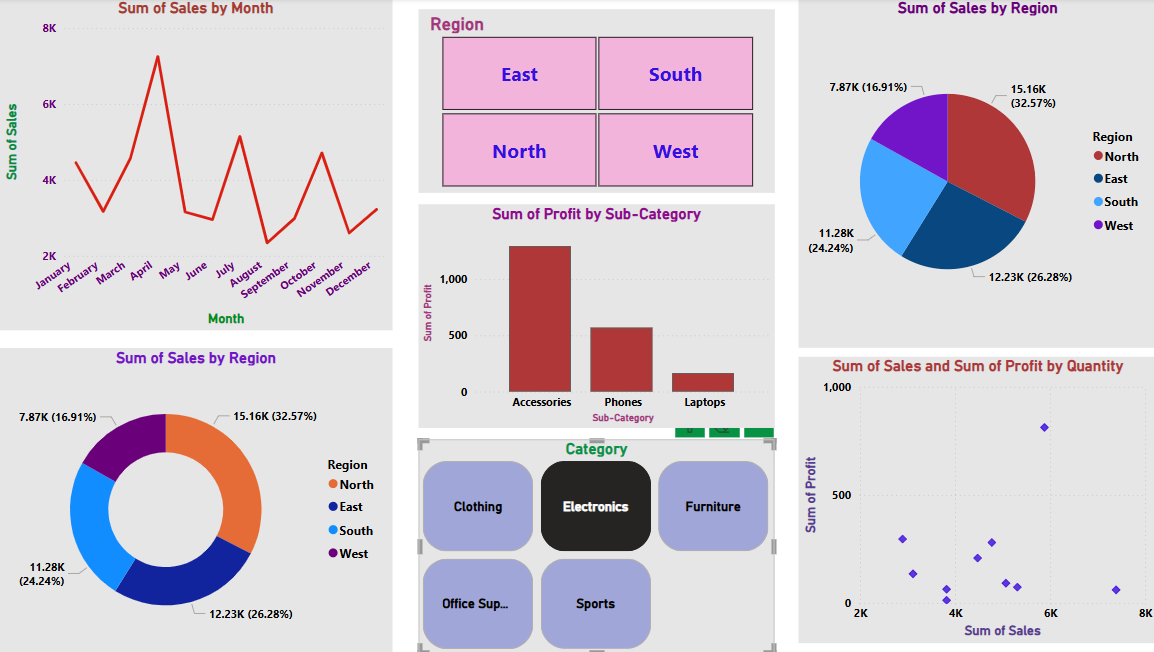 Sum of Sales by Month
8K
6K
4K
2K
Sum of Sales
January
February
March
April
May
June
July
August
September
October
November
December
Month
Region
East
South
North
West
Sum of Sales by Region
7.87K (16.91%)
15.16K
(32.57%)
11.28K
(24.24%)
12.23K (26.28%)
Region
North
East
South
West
Sum of Profit by Sub-Category
1,000
500
0
Sum of Profit
Accessories
Phones
Laptops
Sub-Category
Sum of Sales by Region
7.87K (16.91%)
15.16K (32.57%)
11.28K
(24.24%)
12.23K (26.28%)
Region
North
East
South
West
Category
Clothing
Electronics
Furniture
Office Sup...
Sports
Sum of Sales and Sum of Profit by Quantity
1,000
500
0
Sum of Profit
2K
4K
6K
8K
Sum of Sales